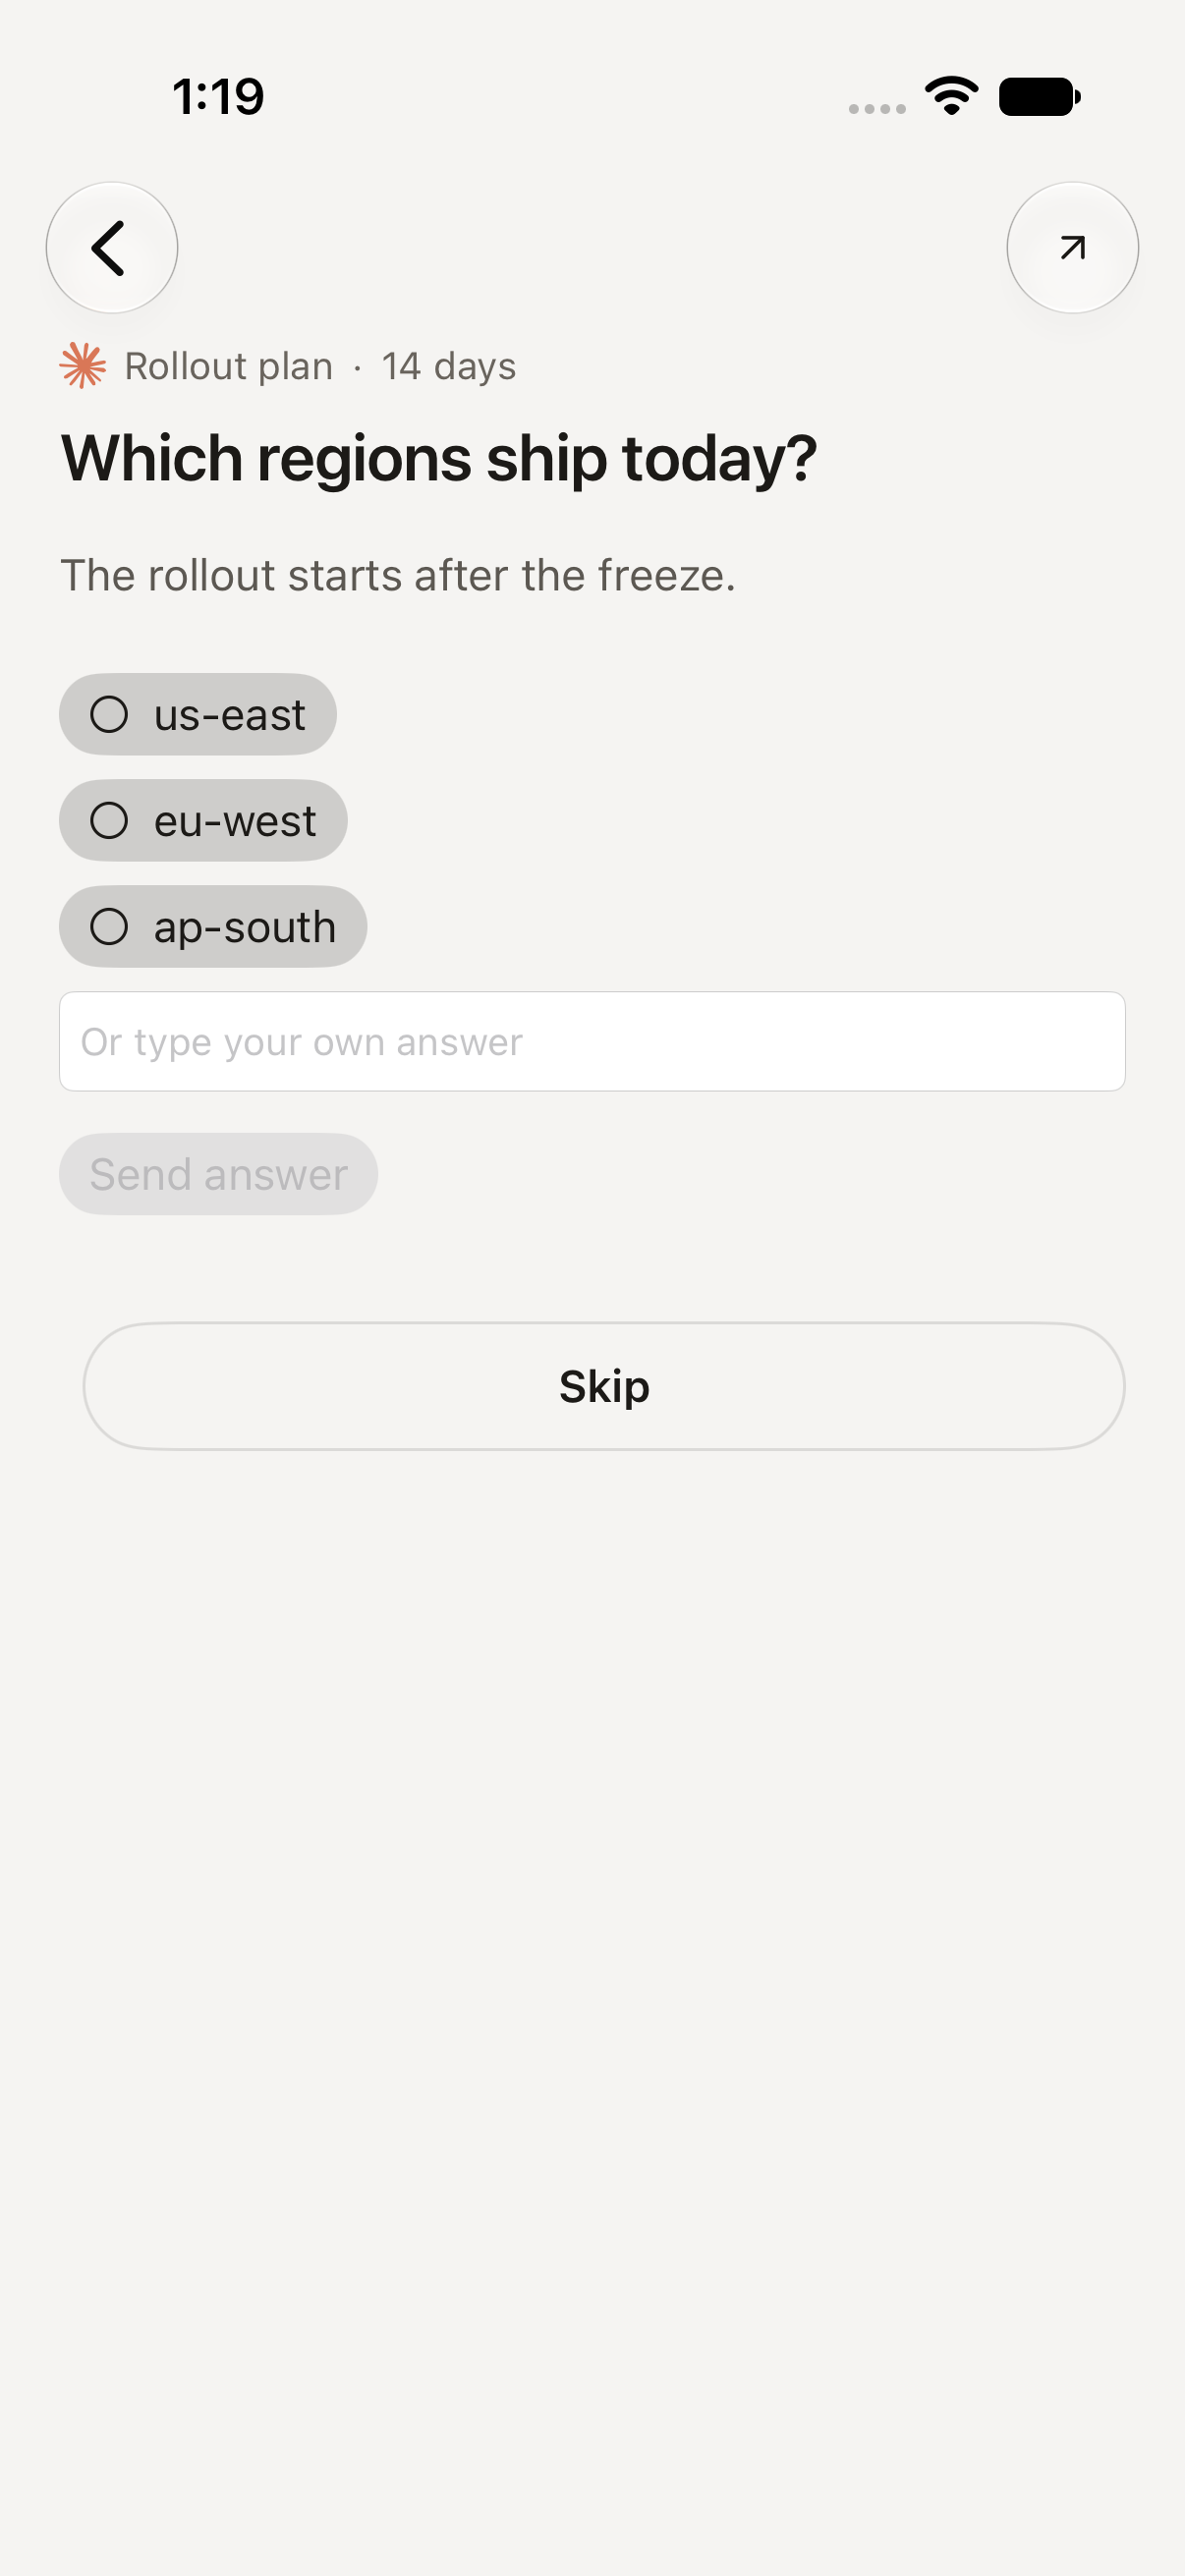 1:19
Rollout plan · 14 days
Which regions ship today?
The rollout starts after the freeze.
us-east
eu-west
ap-south
Or type your own answer
Send answer
Skip